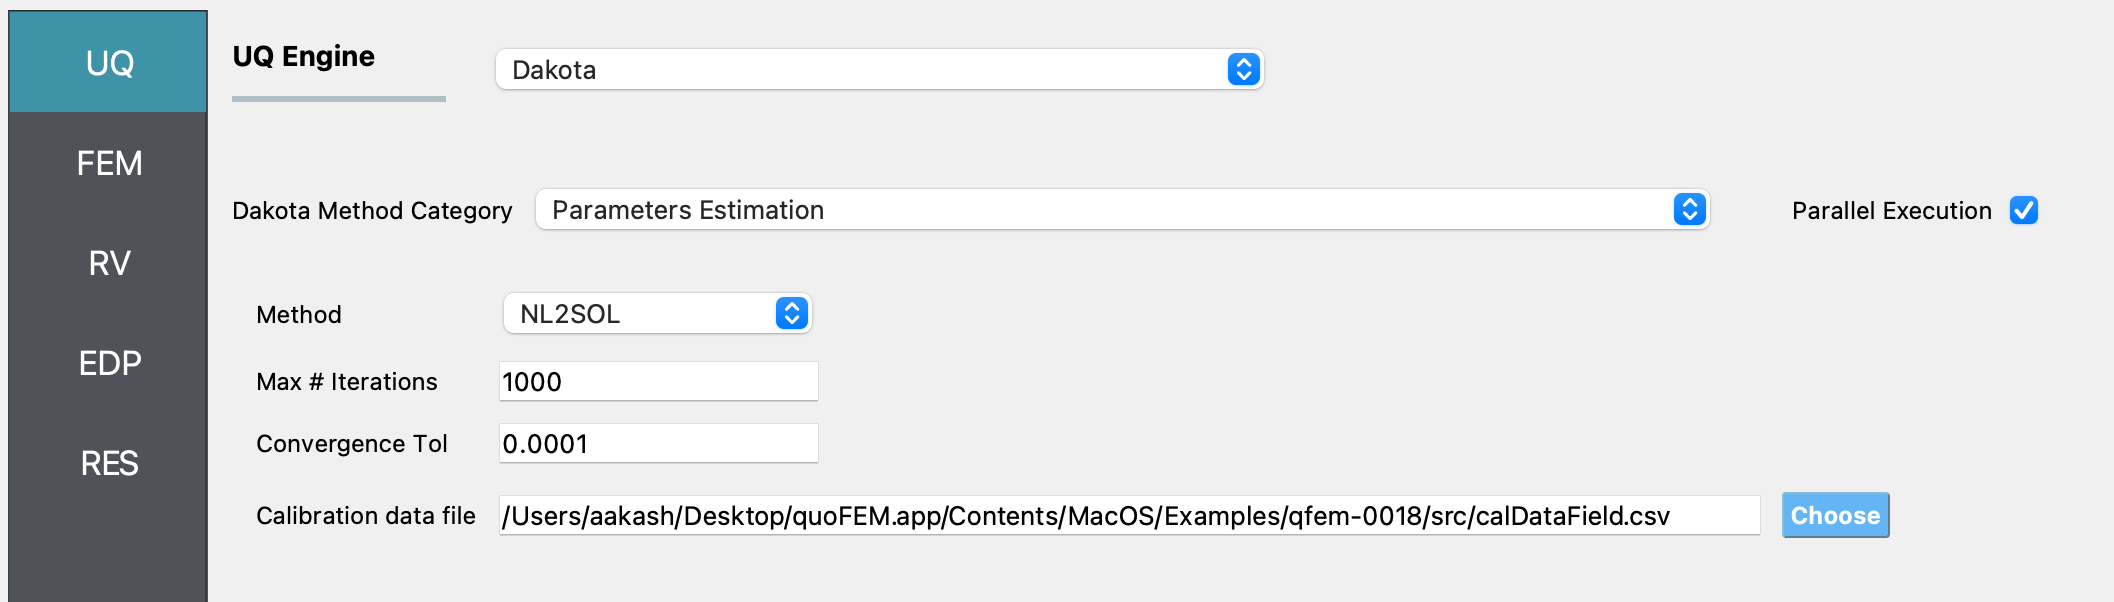 UQ
FEM
RV
EDP
RES
UQ Engine
Dakota
Dakota Method Category
Parameters Estimation
Parallel Execution
Method
NL2SOL
Max # Iterations
1000
Convergence Tol
0.0001
Calibration data file
/Users/aakash/Desktop/quoFEM.app/Contents/MacOS/Examples/qfem-0018/src/calDataField.csv
Choose